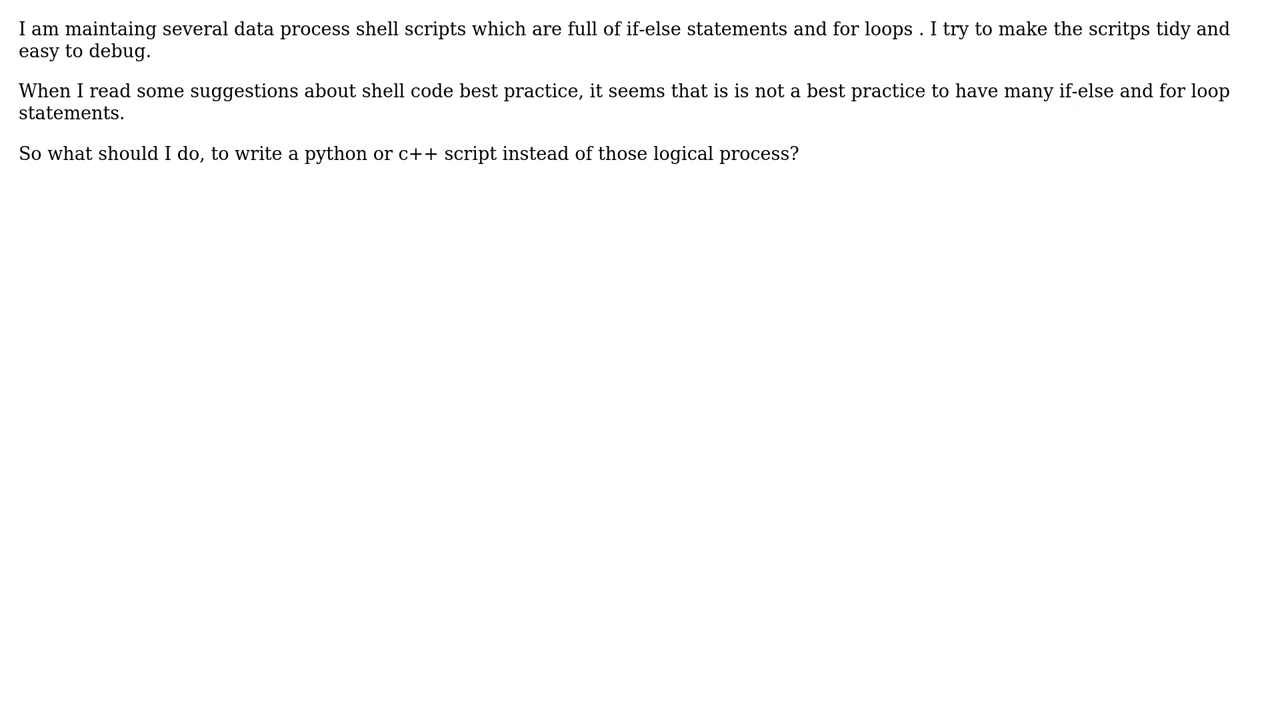 I am maintaing several data process shell scripts which are full of if-else statements and for loops . I try to make the scritps tidy and
easy to debug.
When I read some suggestions about shell code best practice, it seems that is is not a best practice to have many if-else and for loop
statements.
So what should I do, to write a python or c++ script instead of those logical process?